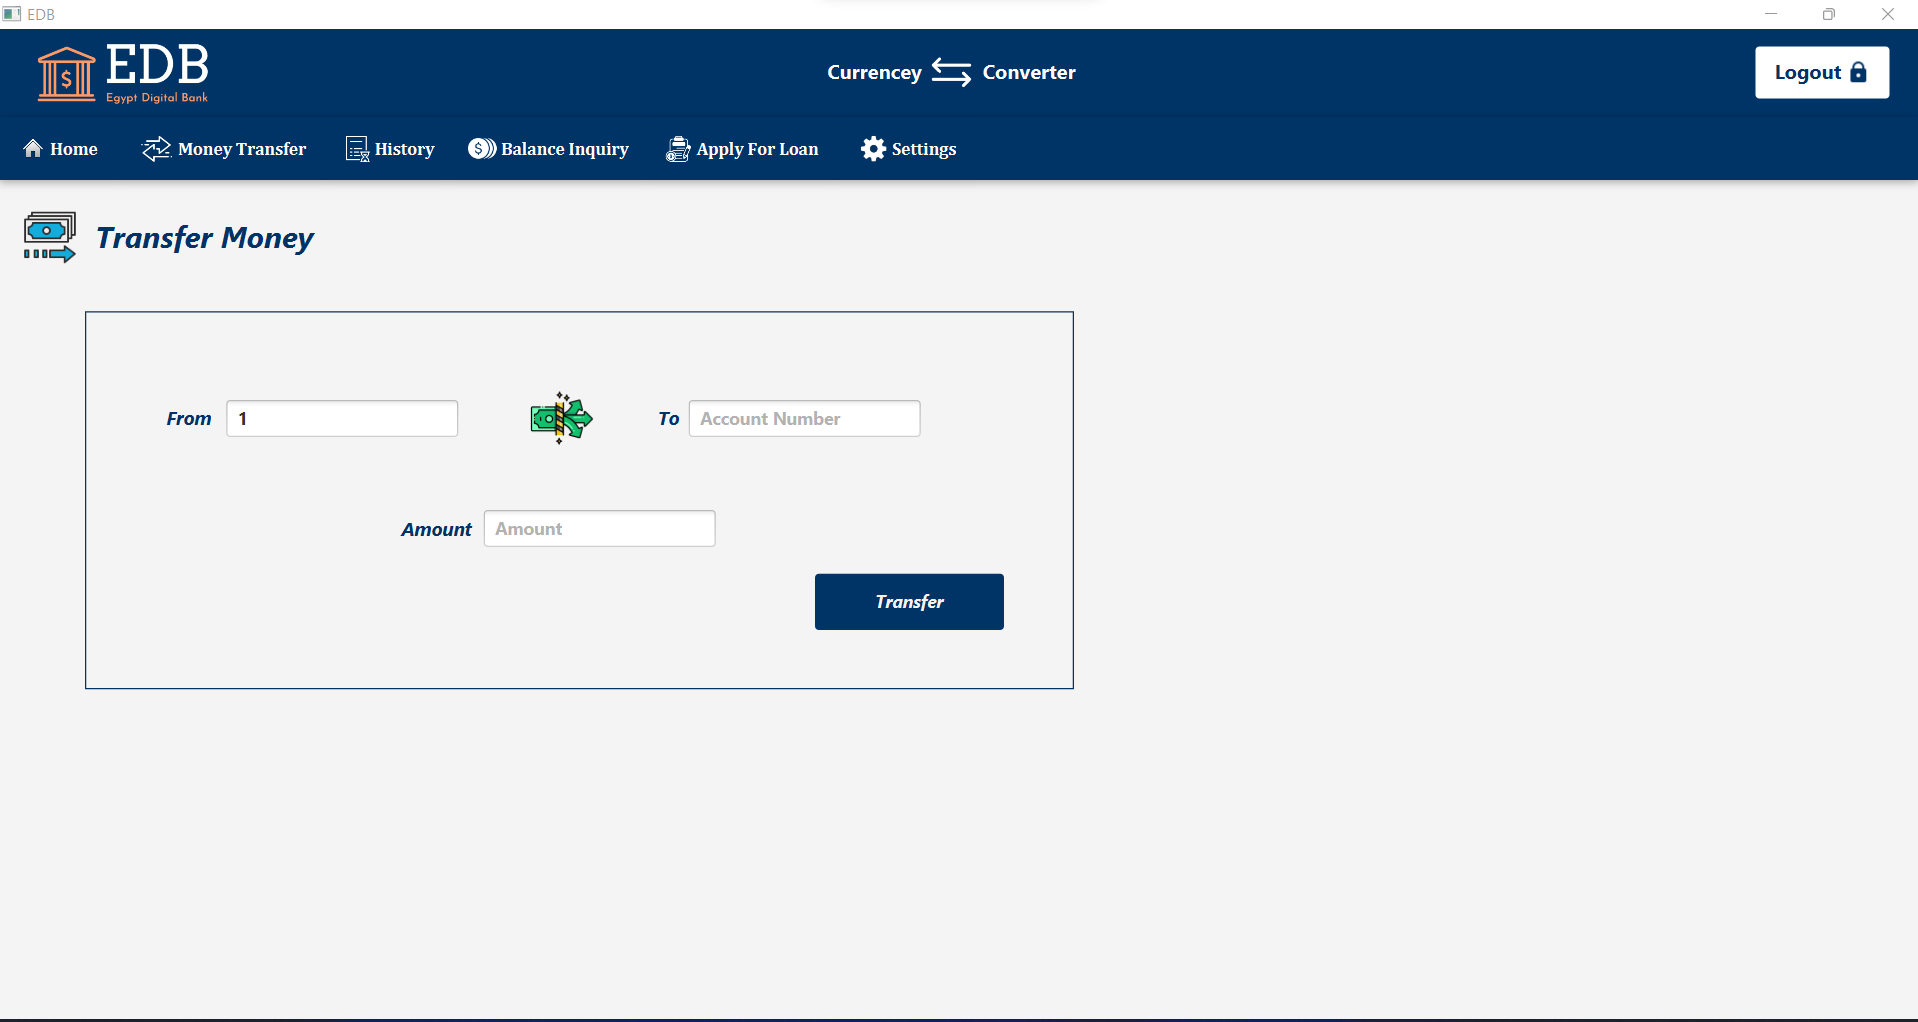 EDB
EDB
Egypt Digital Bank
Currencey Converter
Logout
Home Money Transfer History Balance Inquiry Apply For Loan Settings
Transfer Money
From 1 To Account Number
Amount Amount
Transfer